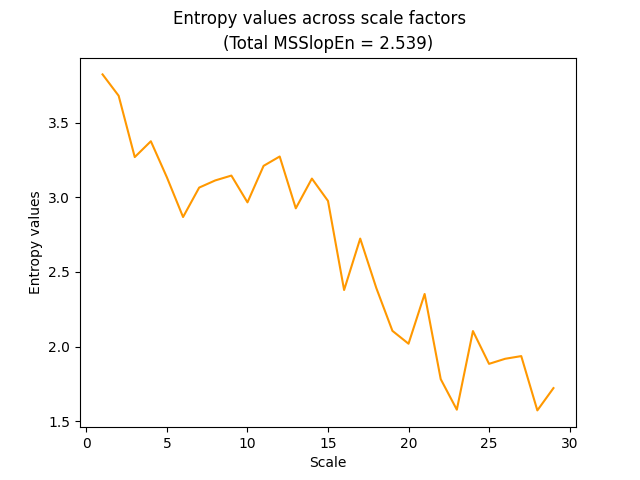 Entropy values across scale factors
(Total MSSlopEn = 2.539)
3.5
3.0
2.5
2.0
1.5
Entropy values
0 5 10 15 20 25 30
Scale